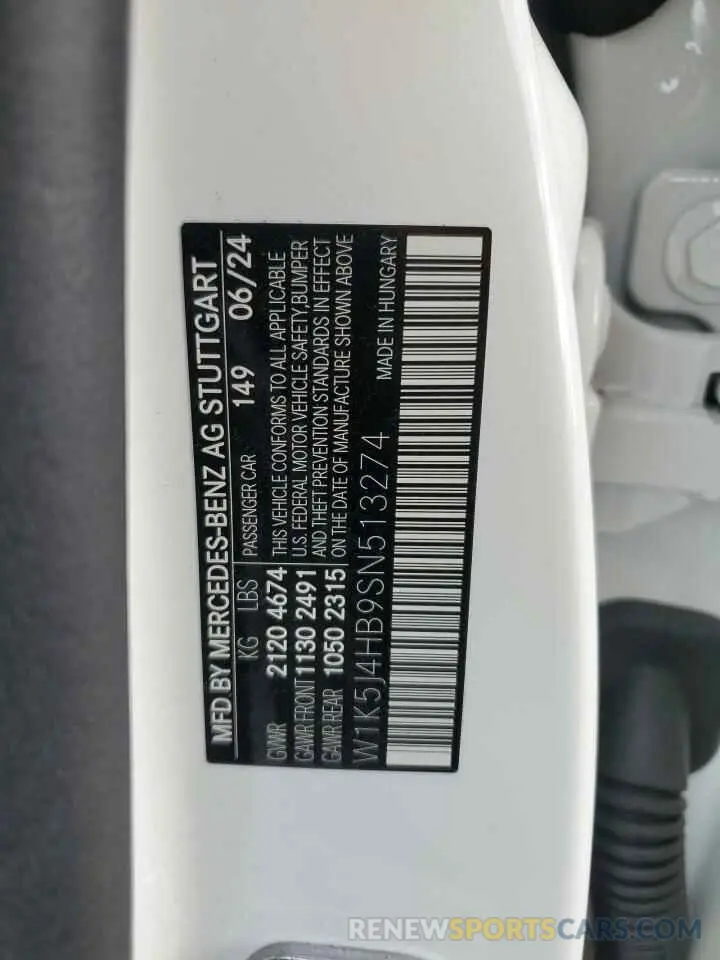 MFD BY MERCEDES-BENZ AG STUTTGART
KG LBS PASSENGER CAR 149 06/24
GVWR 2120 4674 THIS VEHICLE CONFORMS TO ALL APPLICABLE
GAWR FRONT 1130 2491 U.S. FEDERAL MOTOR VEHICLE SAFETY, BUMPER
GAWR REAR 1050 2315 AND THEFT PREVENTION STANDARDS IN EFFECT
ON THE DATE OF MANUFACTURE SHOWN ABOVE
W1K5J4HB9SN513274 MADE IN HUNGARY
RENEWSPORTSCARS.COM